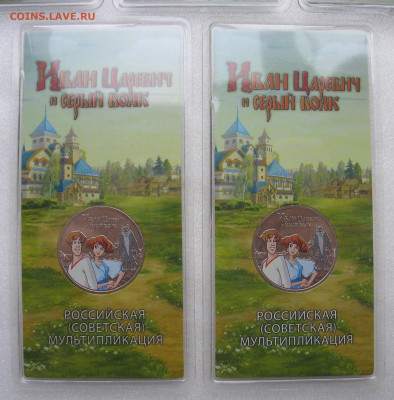 COINS.LAVE.RU
Иван Царевич
и серый волк
Иван Царевич
и серый волк
РОССИЙСКАЯ
(СОВЕТСКАЯ)
МУЛЬТИПЛИКАЦИЯ
РОССИЙСКАЯ
(СОВЕТСКАЯ)
МУЛЬТИПЛИКАЦИЯ